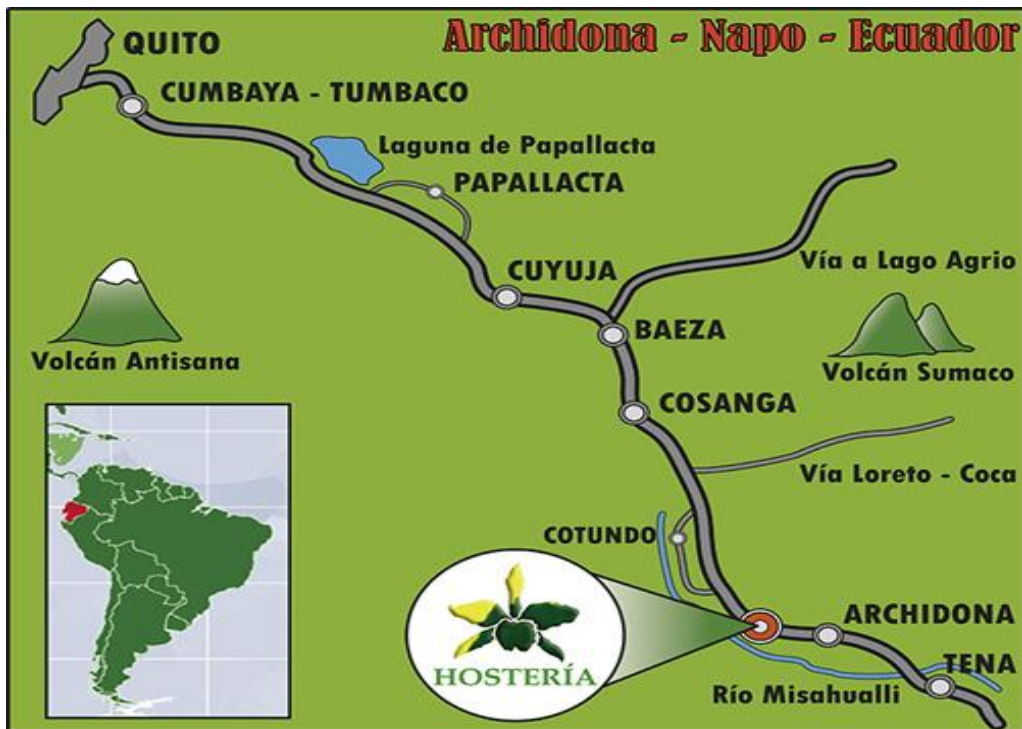 Archidona - Napo - Ecuador
QUITO
CUMBAYA - TUMBACO
Laguna de Papallacta
PAPALLACTA
Vía a Lago Agrio
CUYUJA
BAEZA
Volcán Antisana
Volcán Sumaco
COSANGA
Vía Loreto - Coca
COTUNDO
ARCHIDONA
HOSTERÍA
TENA
Río Misahualli